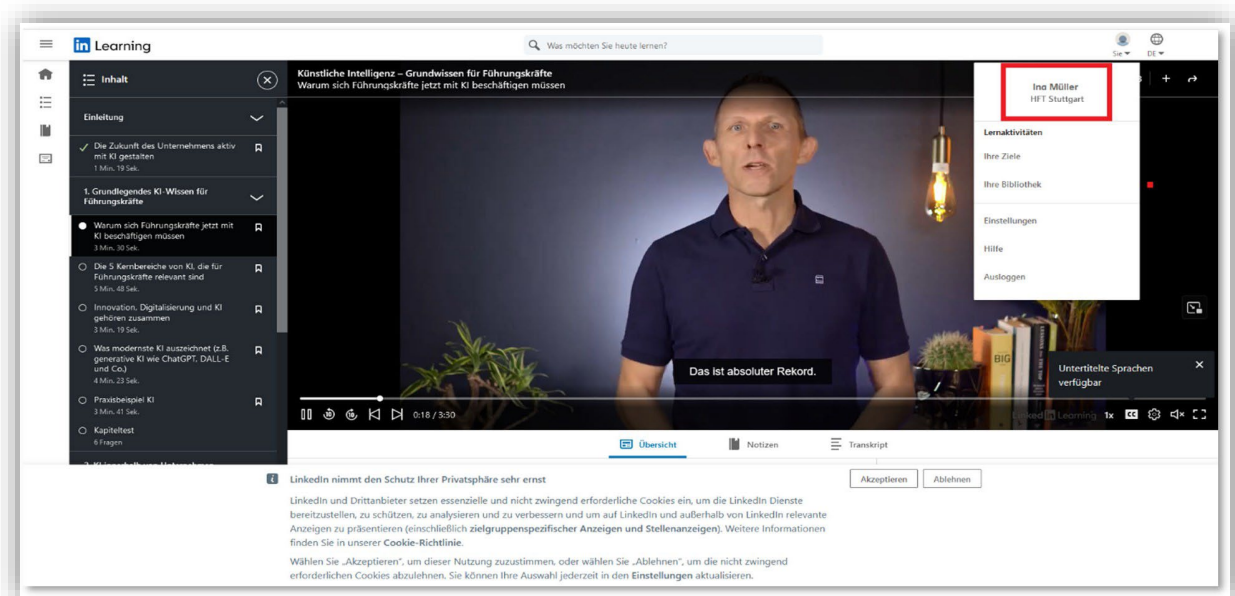 in Learning
Was möchten Sie heute lernen?
Sie
DE
Inhalt
Einleitung
Die Zukunft des Unternehmens aktiv
mit KI gestalten
1 Min. 19 Sek.
1. Grundlegendes KI-Wissen für
Führungskräfte
Warum sich Führungskräfte jetzt mit
KI beschäftigen müssen
3 Min. 30 Sek.
Die 5 Kernbereiche von KI, die für
Führungskräfte relevant sind
5 Min. 48 Sek.
Innovation, Digitalisierung und KI
gehören zusammen
3 Min. 19 Sek.
Was modernste KI auszeichnet (z.B.
generative KI wie ChatGPT, DALL-E
und Co.)
4 Min. 23 Sek.
Praxisbeispiel KI
3 Min. 41 Sek.
Kapiteltest
6 Fragen
Künstliche Intelligenz – Grundwissen für Führungskräfte
Warum sich Führungskräfte jetzt mit KI beschäftigen müssen
Ina Müller
HFT Stuttgart
Lernaktivitäten
Ihre Ziele
Ihre Bibliothek
Einstellungen
Hilfe
Ausloggen
BIG
Das ist absoluter Rekord.
Untertitelte Sprachen
verfügbar
0:18 / 3:30
Linked in Learning
1x
CC
Übersicht
Notizen
Transkript
LinkedIn nimmt den Schutz Ihrer Privatsphäre sehr ernst
Akzeptieren
Ablehnen
LinkedIn und Drittanbieter setzen essenzielle und nicht zwingend erforderliche Cookies ein, um die LinkedIn Dienste
bereitzustellen, zu schützen, zu analysieren und zu verbessern und um auf LinkedIn und außerhalb von LinkedIn relevante
Anzeigen zu präsentieren (einschließlich zielgruppenspezifischer Anzeigen und Stellenanzeigen). Weitere Informationen
finden Sie in unserer Cookie-Richtlinie.
Wählen Sie „Akzeptieren“, um dieser Nutzung zuzustimmen, oder wählen Sie „Ablehnen“, um die nicht zwingend
erforderlichen Cookies abzulehnen. Sie können Ihre Auswahl jederzeit in den Einstellungen aktualisieren.